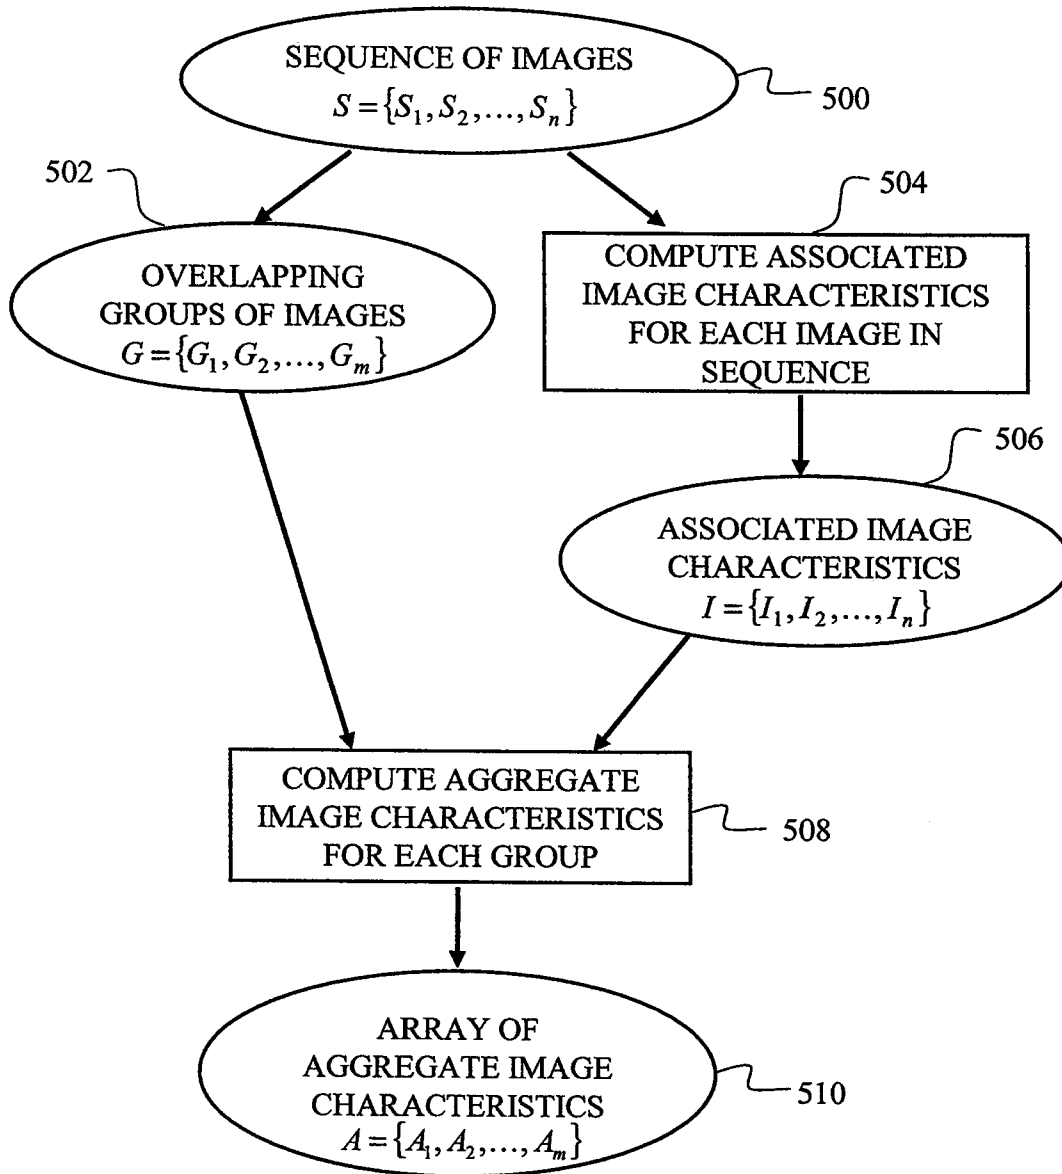 SEQUENCE OF IMAGES
S = {S₁, S₂, ..., Sₙ}
500
502
504
OVERLAPPING
GROUPS OF IMAGES
G = {G₁, G₂, ..., Gₘ}
COMPUTE ASSOCIATED
IMAGE CHARACTERISTICS
FOR EACH IMAGE IN
SEQUENCE
506
ASSOCIATED IMAGE
CHARACTERISTICS
I = {I₁, I₂, ..., Iₙ}
COMPUTE AGGREGATE
IMAGE CHARACTERISTICS
FOR EACH GROUP
508
ARRAY OF
AGGREGATE IMAGE
CHARACTERISTICS
A = {A₁, A₂, ..., Aₘ}
510